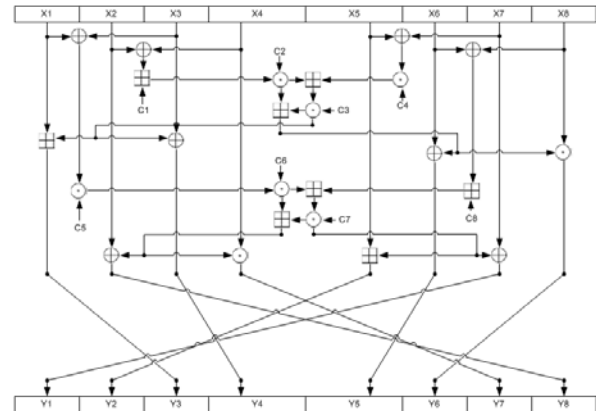 X1 X2 X3 X4 X5 X6 X7 X8
C2
C1 C3 C4
C6
C5 C7 C8
Y1 Y2 Y3 Y4 Y5 Y6 Y7 Y8